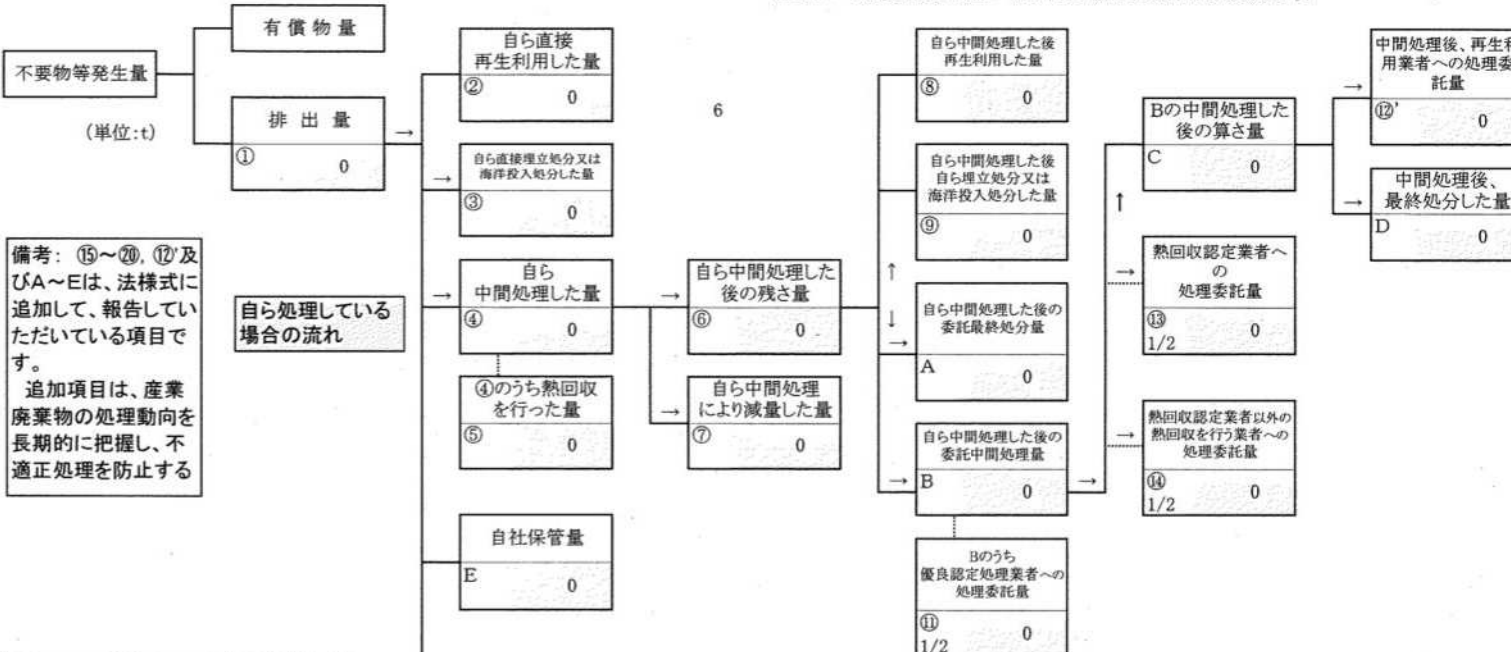 不要物等発生量
(単位:t)
有償物量
排出量
①
0
→
備考: ⑮~⑳, ⑫'及
びA~Eは、法様式に
追加して、報告してい
ただいている項目で
す。
追加項目は、産業
廃棄物の処理動向を
長期的に把握し、不
適正処理を防止する
自ら処理している
場合の流れ
自ら直接
再生利用した量
②
0
→
自ら直接埋立処分又は
海洋投入処分した量
③
0
→
自ら
中間処理した量
④
0
④のうち熱回収
を行った量
⑤
0
自社保管量
E
0
6
→
自ら中間処理した
後の残さ量
⑥
0
→
自ら中間処理
により減量した量
⑦
0
自ら中間処理した後
再生利用した量
⑧
0
自ら中間処理した後
自ら埋立処分又は
海洋投入処分した量
⑨
0
↑
↓
→
自ら中間処理した後の
委託最終処分量
A
0
→
自ら中間処理した後の
委託中間処理量
B
0
→
Bのうち
優良認定処理業者への
処理委託量
⑪
1/2
0
Bの中間処理した
後の算さ量
C
0
↑
→
熱回収認定業者へ
の
処理委託量
⑬
1/2
0
→
熱回収認定業者以外の
熱回収を行う業者への
処理委託量
⑭
1/2
0
→
中間処理後、再生利
用業者への処理委
託量
⑫'
0
→
中間処理後、
最終処分した量
D
0